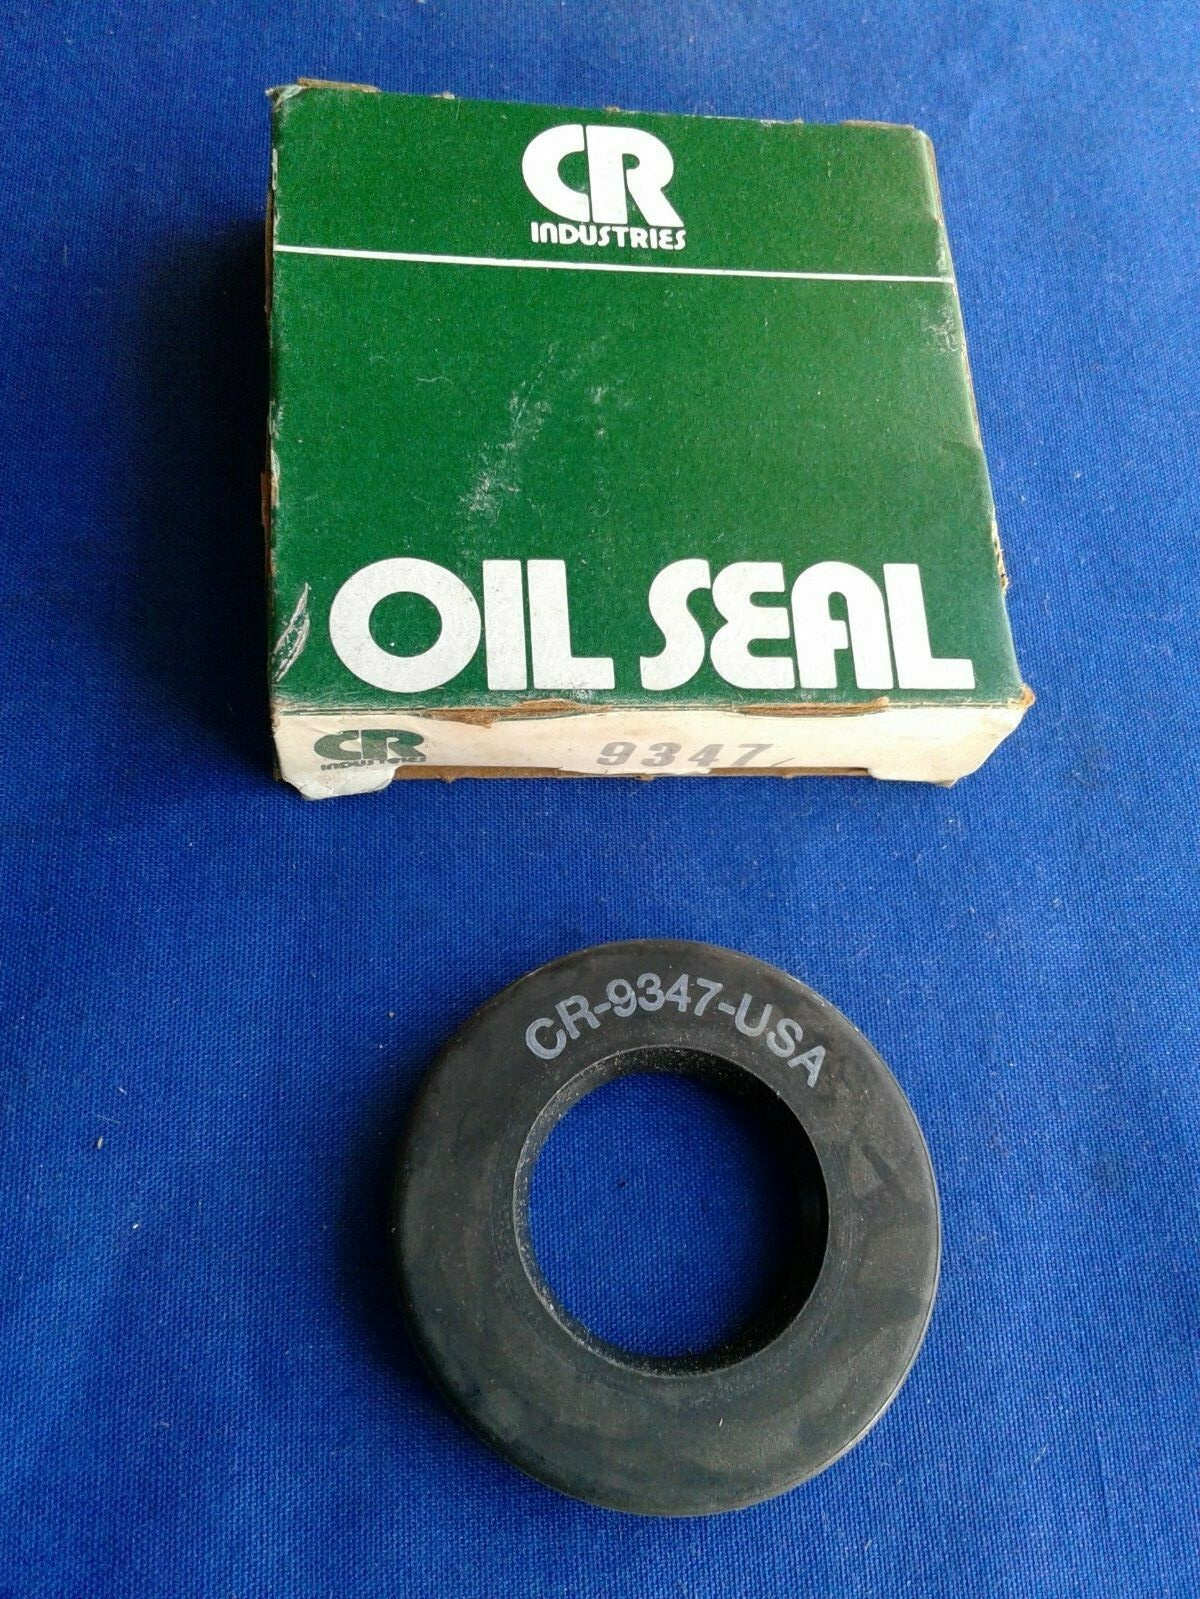 CR
INDUSTRIES
OIL SEAL
CR
INDUSTRIES
9347
CR-9347-USA